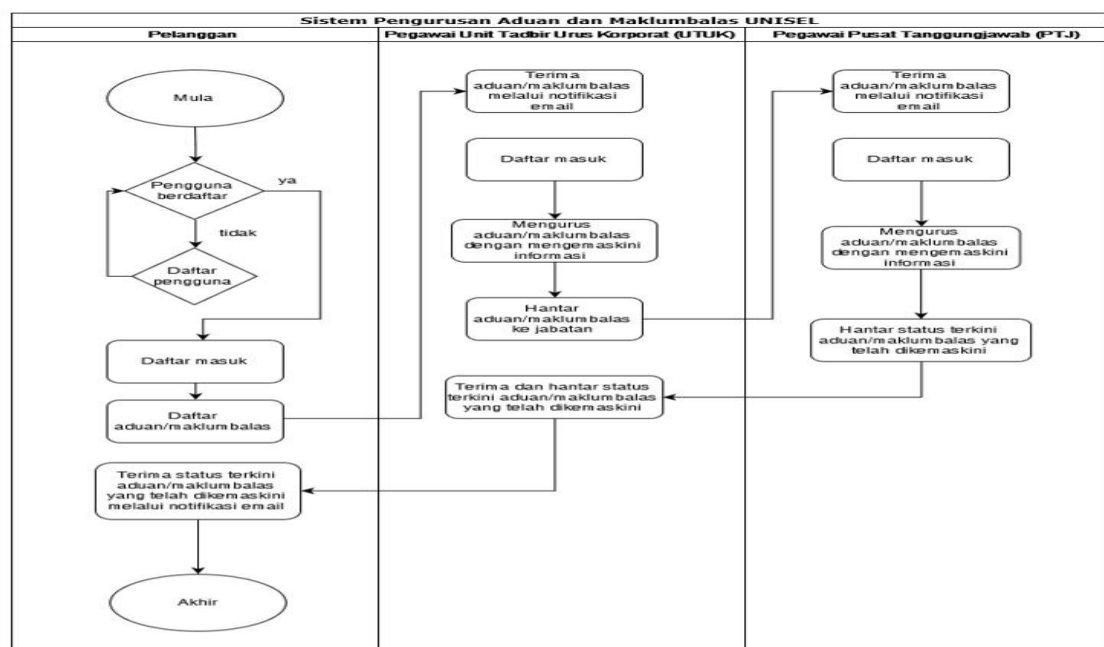 Sistem Pengurusan Aduan dan Maklumbalas UNISEL
Pelanggan
Pegawai Unit Tadbir Urus Korporat (UTUK)
Pegawai Pusat Tanggungjawab (PTJ)
Mula
Pengguna
berdaftar
ya
tidak
Daftar
pengguna
Daftar masuk
Daftar
aduan/maklumbalas
Terima status terkini
aduan/maklumbalas
yang telah dikemaskini
melalui notifikasi email
Akhir
Terima
aduan/maklumbalas
melalui notifikasi
email
Daftar masuk
Mengurus
aduan/maklumbalas
dengan mengemaskini
informasi
Hantar
aduan/maklumbalas
ke jabatan
Terima dan hantar status
terkini aduan/maklumbalas
yang telah dikemaskini
Terima
aduan/maklumbalas
melalui notifikasi
email
Daftar masuk
Mengurus
aduan/maklumbalas
dengan mengemaskini
informasi
Hantar status terkini
aduan/maklumbalas yang
telah dikemaskini